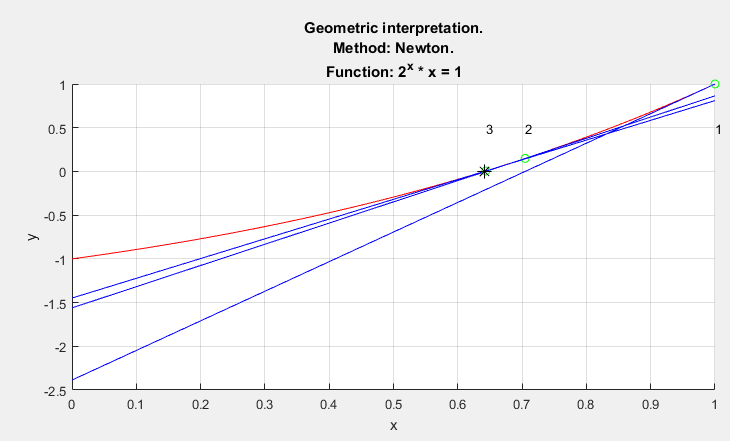 Geometric interpretation.
Method: Newton.
Function: 2^x * x = 1
1
0.5
0
-0.5
-1
-1.5
-2
-2.5
y
3 2 1
0 0.1 0.2 0.3 0.4 0.5 0.6 0.7 0.8 0.9 1
x